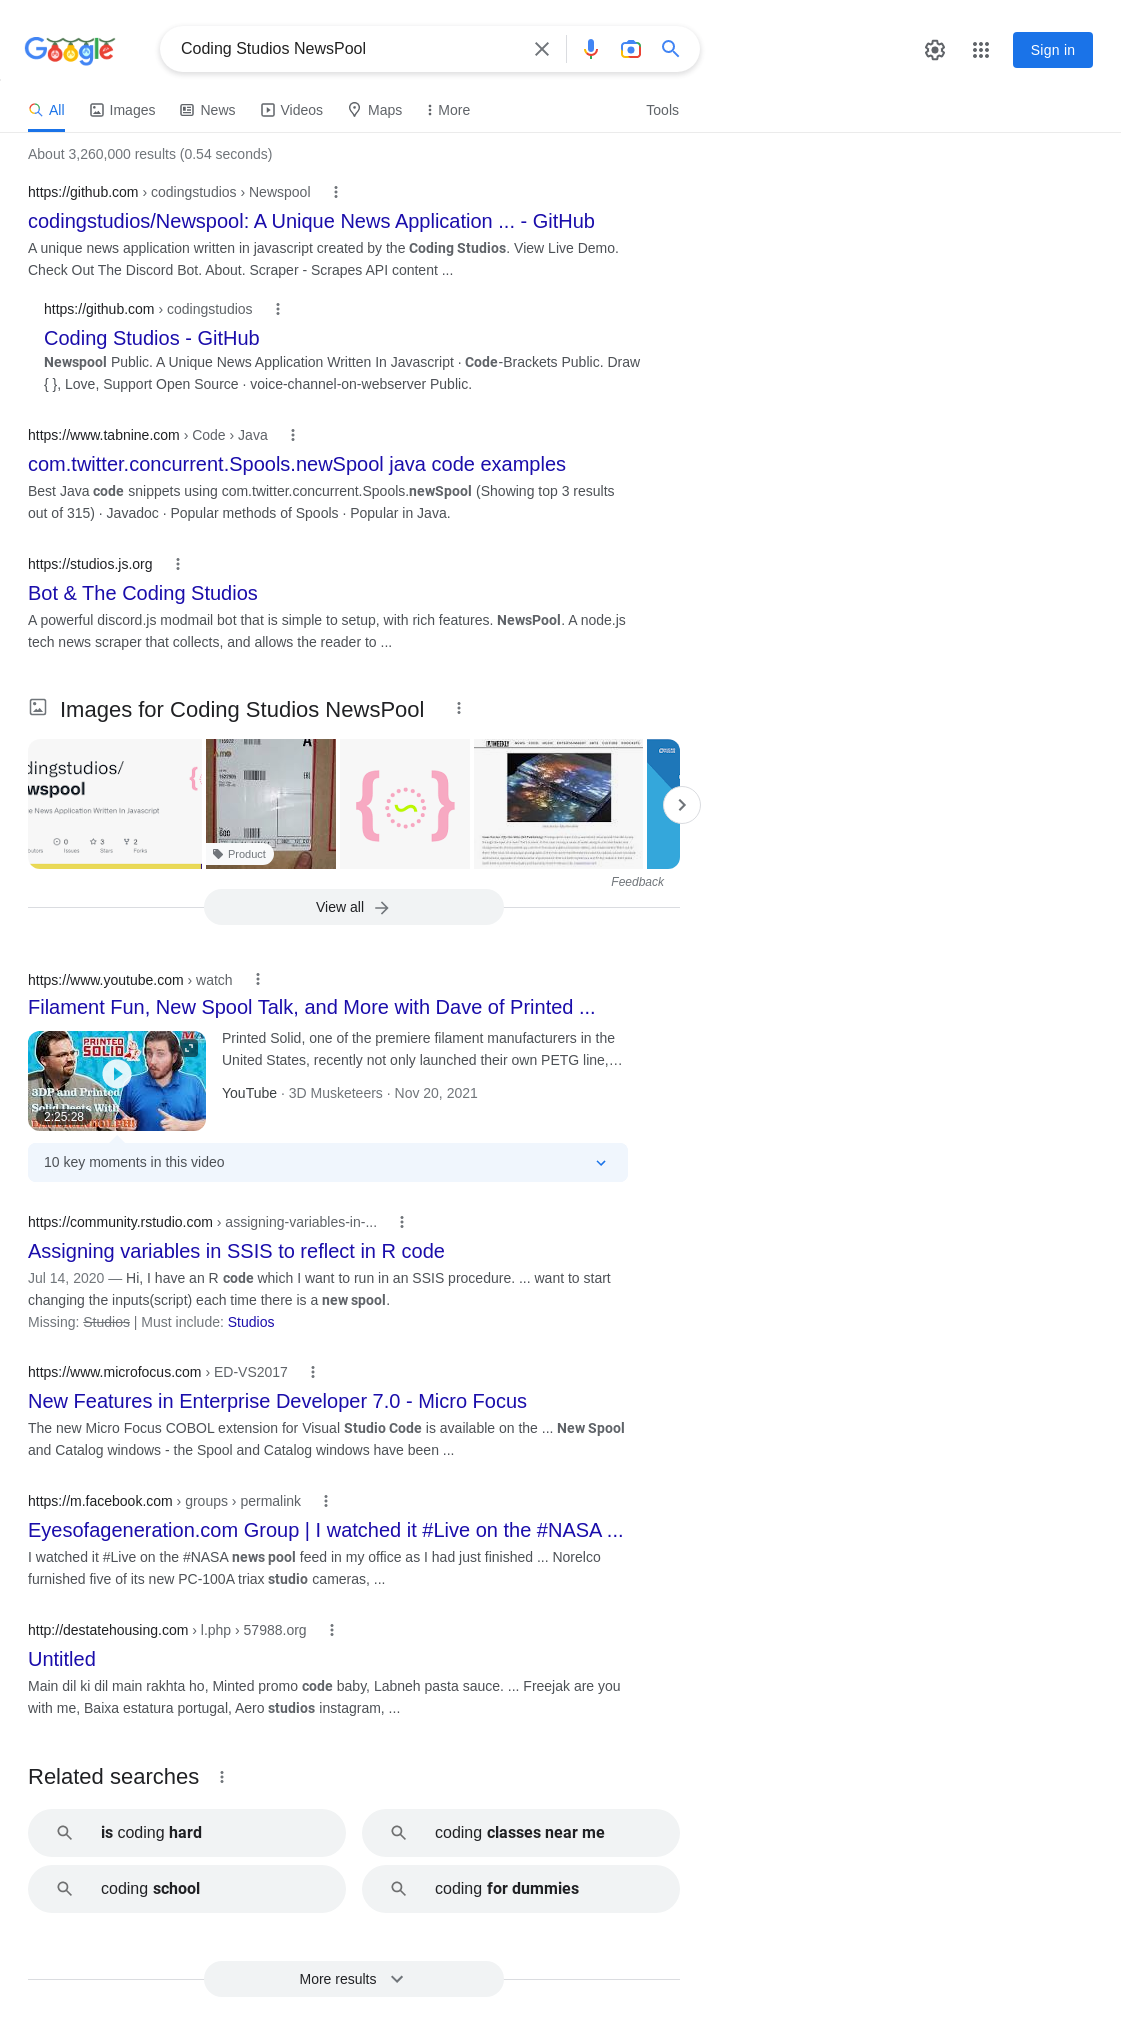 Google
Coding Studios NewsPool
Sign in
All
Images
News
Videos
Maps
More
Tools
About 3,260,000 results (0.54 seconds)
https://github.com › codingstudios › Newspool
codingstudios/Newspool: A Unique News Application ... - GitHub
A unique news application written in javascript created by the Coding Studios. View Live Demo.
Check Out The Discord Bot. About. Scraper - Scrapes API content ...
https://github.com › codingstudios
Coding Studios - GitHub
Newspool Public. A Unique News Application Written In Javascript · Code-Brackets Public. Draw
{ }, Love, Support Open Source · voice-channel-on-webserver Public.
https://www.tabnine.com › Code › Java
com.twitter.concurrent.Spools.newSpool java code examples
Best Java code snippets using com.twitter.concurrent.Spools.newSpool (Showing top 3 results
out of 315) · Javadoc · Popular methods of Spools · Popular in Java.
https://studios.js.org
Bot & The Coding Studios
A powerful discord.js modmail bot that is simple to setup, with rich features. NewsPool. A node.js
tech news scraper that collects, and allows the reader to ...
Images for Coding Studios NewsPool
dingstudios/
wspool
e News Application Written In Javascript
0
3
2
Issues
Stars
Forks
Product
WEEKLY
Feedback
View all
https://www.youtube.com › watch
Filament Fun, New Spool Talk, and More with Dave of Printed ...
PRINTED
SOLID
3DP and Printed
Solid Deets With
2:25:28
Printed Solid, one of the premiere filament manufacturers in the
United States, recently not only launched their own PETG line,...
YouTube · 3D Musketeers · Nov 20, 2021
10 key moments in this video
https://community.rstudio.com › assigning-variables-in-...
Assigning variables in SSIS to reflect in R code
Jul 14, 2020 — Hi, I have an R code which I want to run in an SSIS procedure. ... want to start
changing the inputs(script) each time there is a new spool.
Missing: Studios | Must include: Studios
https://www.microfocus.com › ED-VS2017
New Features in Enterprise Developer 7.0 - Micro Focus
The new Micro Focus COBOL extension for Visual Studio Code is available on the ... New Spool
and Catalog windows - the Spool and Catalog windows have been ...
https://m.facebook.com › groups › permalink
Eyesofageneration.com Group | I watched it #Live on the #NASA ...
I watched it #Live on the #NASA news pool feed in my office as I had just finished ... Norelco
furnished five of its new PC-100A triax studio cameras, ...
http://destatehousing.com › l.php › 57988.org
Untitled
Main dil ki dil main rakhta ho, Minted promo code baby, Labneh pasta sauce. ... Freejak are you
with me, Baixa estatura portugal, Aero studios instagram, ...
Related searches
is coding hard
coding classes near me
coding school
coding for dummies
More results